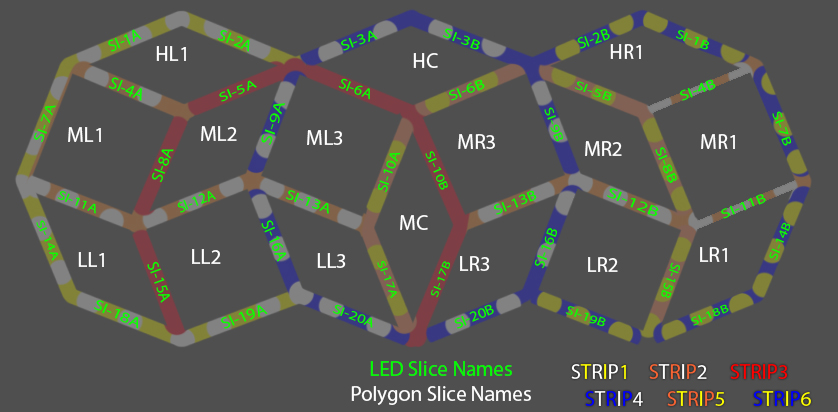 SI-1A SI-2A SI-3A SI-3B SI-2B SI-1B
HL1 HC HR1
SI-4A SI-5A SI-6A SI-6B SI-5B SI-4B
SI-7A ML1 ML2 SI-9A ML3 MR3 SI-9B MR2 MR1 SI-7B
SI-8A SI-10A SI-10B SI-8B
SI-11A SI-12A SI-13A MC SI-13B SI-12B SI-11B
SI-14A LL1 LL2 SI-16A LL3 LR3 SI-16B LR2 LR1 SI-14B
SI-15A SI-17A SI-17B SI-15B
SI-18A SI-19A SI-20A SI-20B SI-19B SI-18B
LED Slice Names
Polygon Slice Names
STRIP1 STRIP2 STRIP3
STRIP4 STRIP5 STRIP6